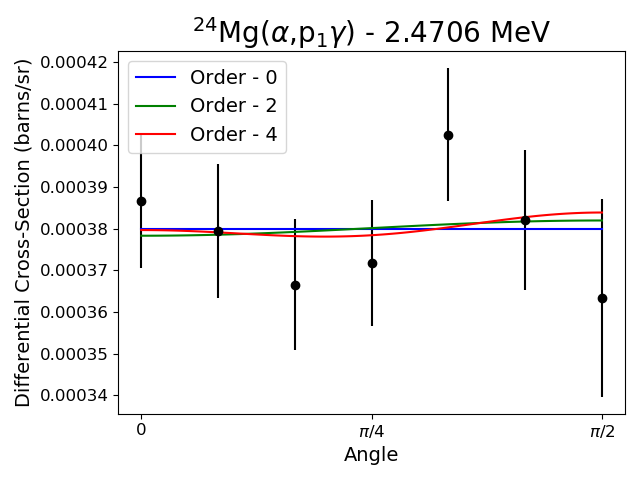 ²⁴Mg(α,p₁γ) - 2.4706 MeV
Differential Cross-Section (barns/sr)
0.00042
0.00041
0.00040
0.00039
0.00038
0.00037
0.00036
0.00035
0.00034
Order - 0
Order - 2
Order - 4
0
π/4
π/2
Angle